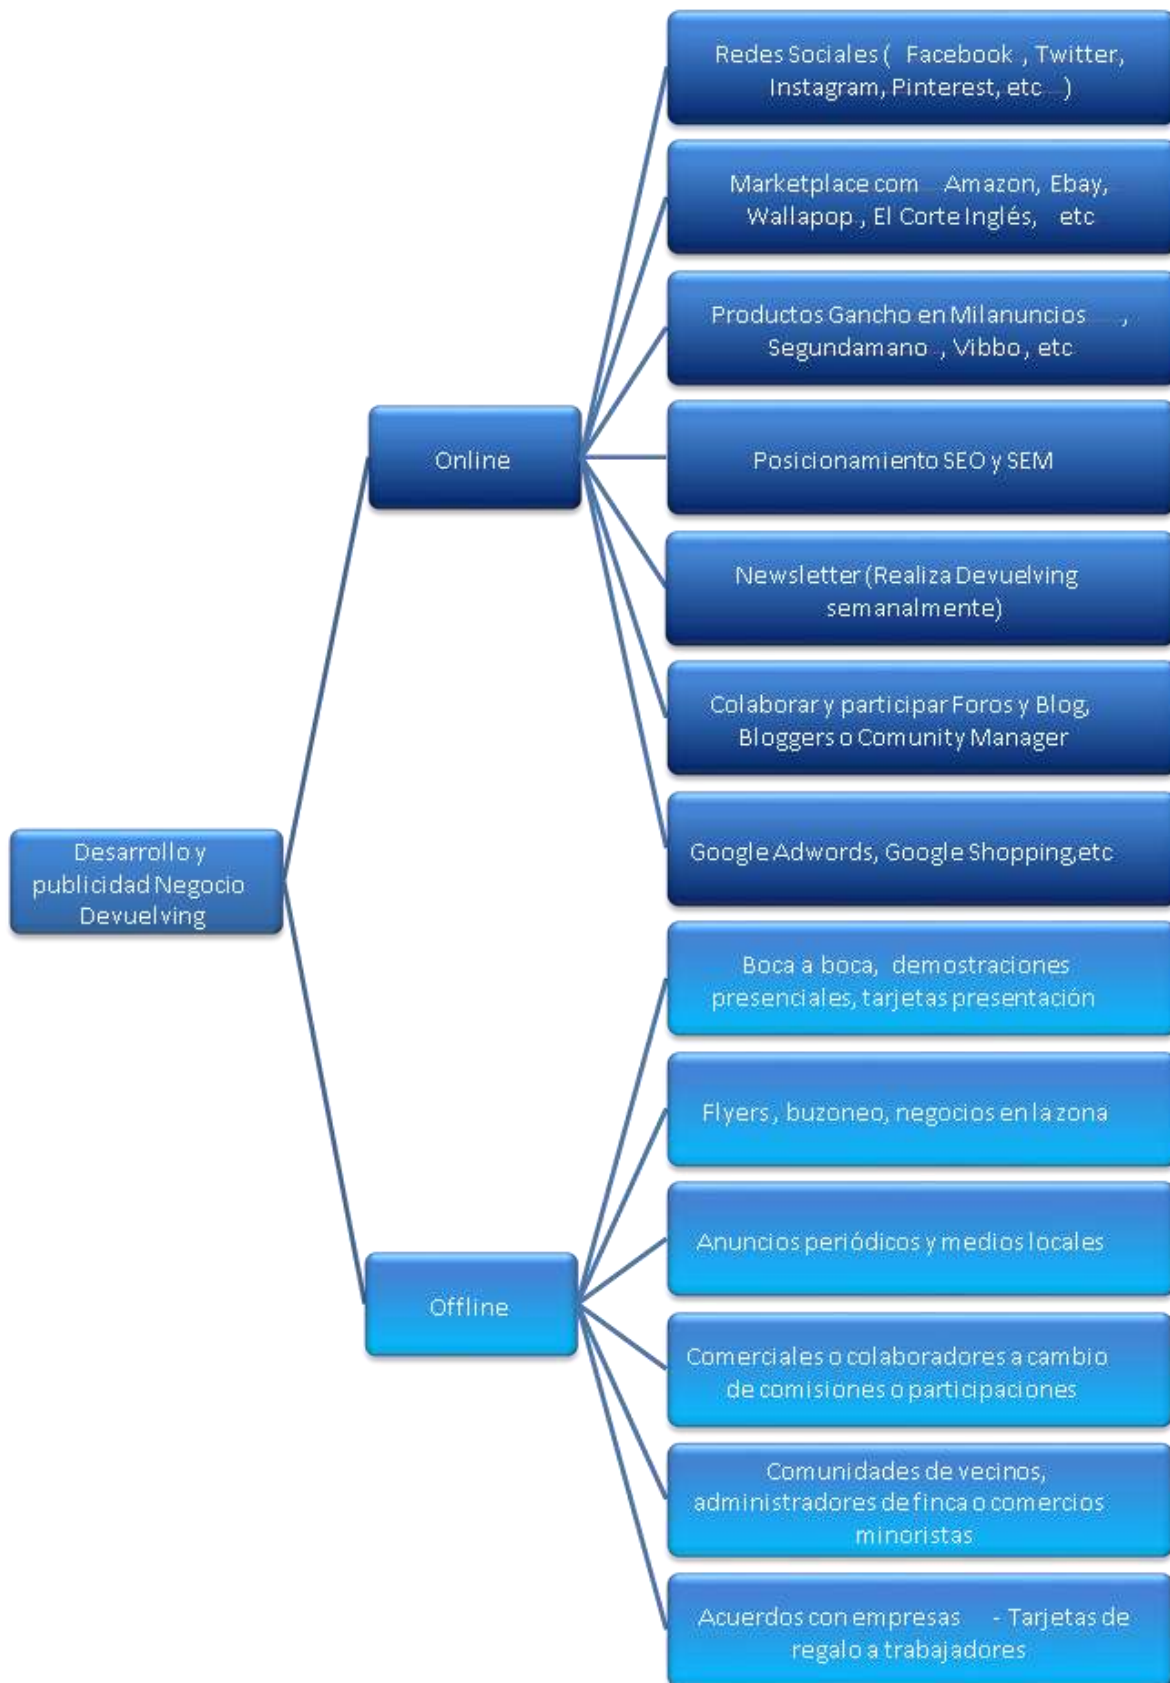 Redes Sociales ( Facebook , Twitter,
Instagram, Pinterest, etc )
Marketplace com Amazon, Ebay,
Wallapop , El Corte Inglés, etc
Productos Gancho en Milanuncios ,
Segundamano , Vibbo, etc
Online
Posicionamiento SEO y SEM
Newsletter (Realiza Devuelving
semanalmente)
Colaborar y participar Foros y Blog,
Bloggers o Comunity Manager
Google Adwords, Google Shopping,etc
Desarrollo y
publicidad Negocio
Devuelving
Boca a boca, demostraciones
presenciales, tarjetas presentación
Flyers , buzoneo, negocios en la zona
Anuncios periódicos y medios locales
Offline
Comerciales o colaboradores a cambio
de comisiones o participaciones
Comunidades de vecinos,
administradores de finca o comercios
minoristas
Acuerdos con empresas - Tarjetas de
regalo a trabajadores